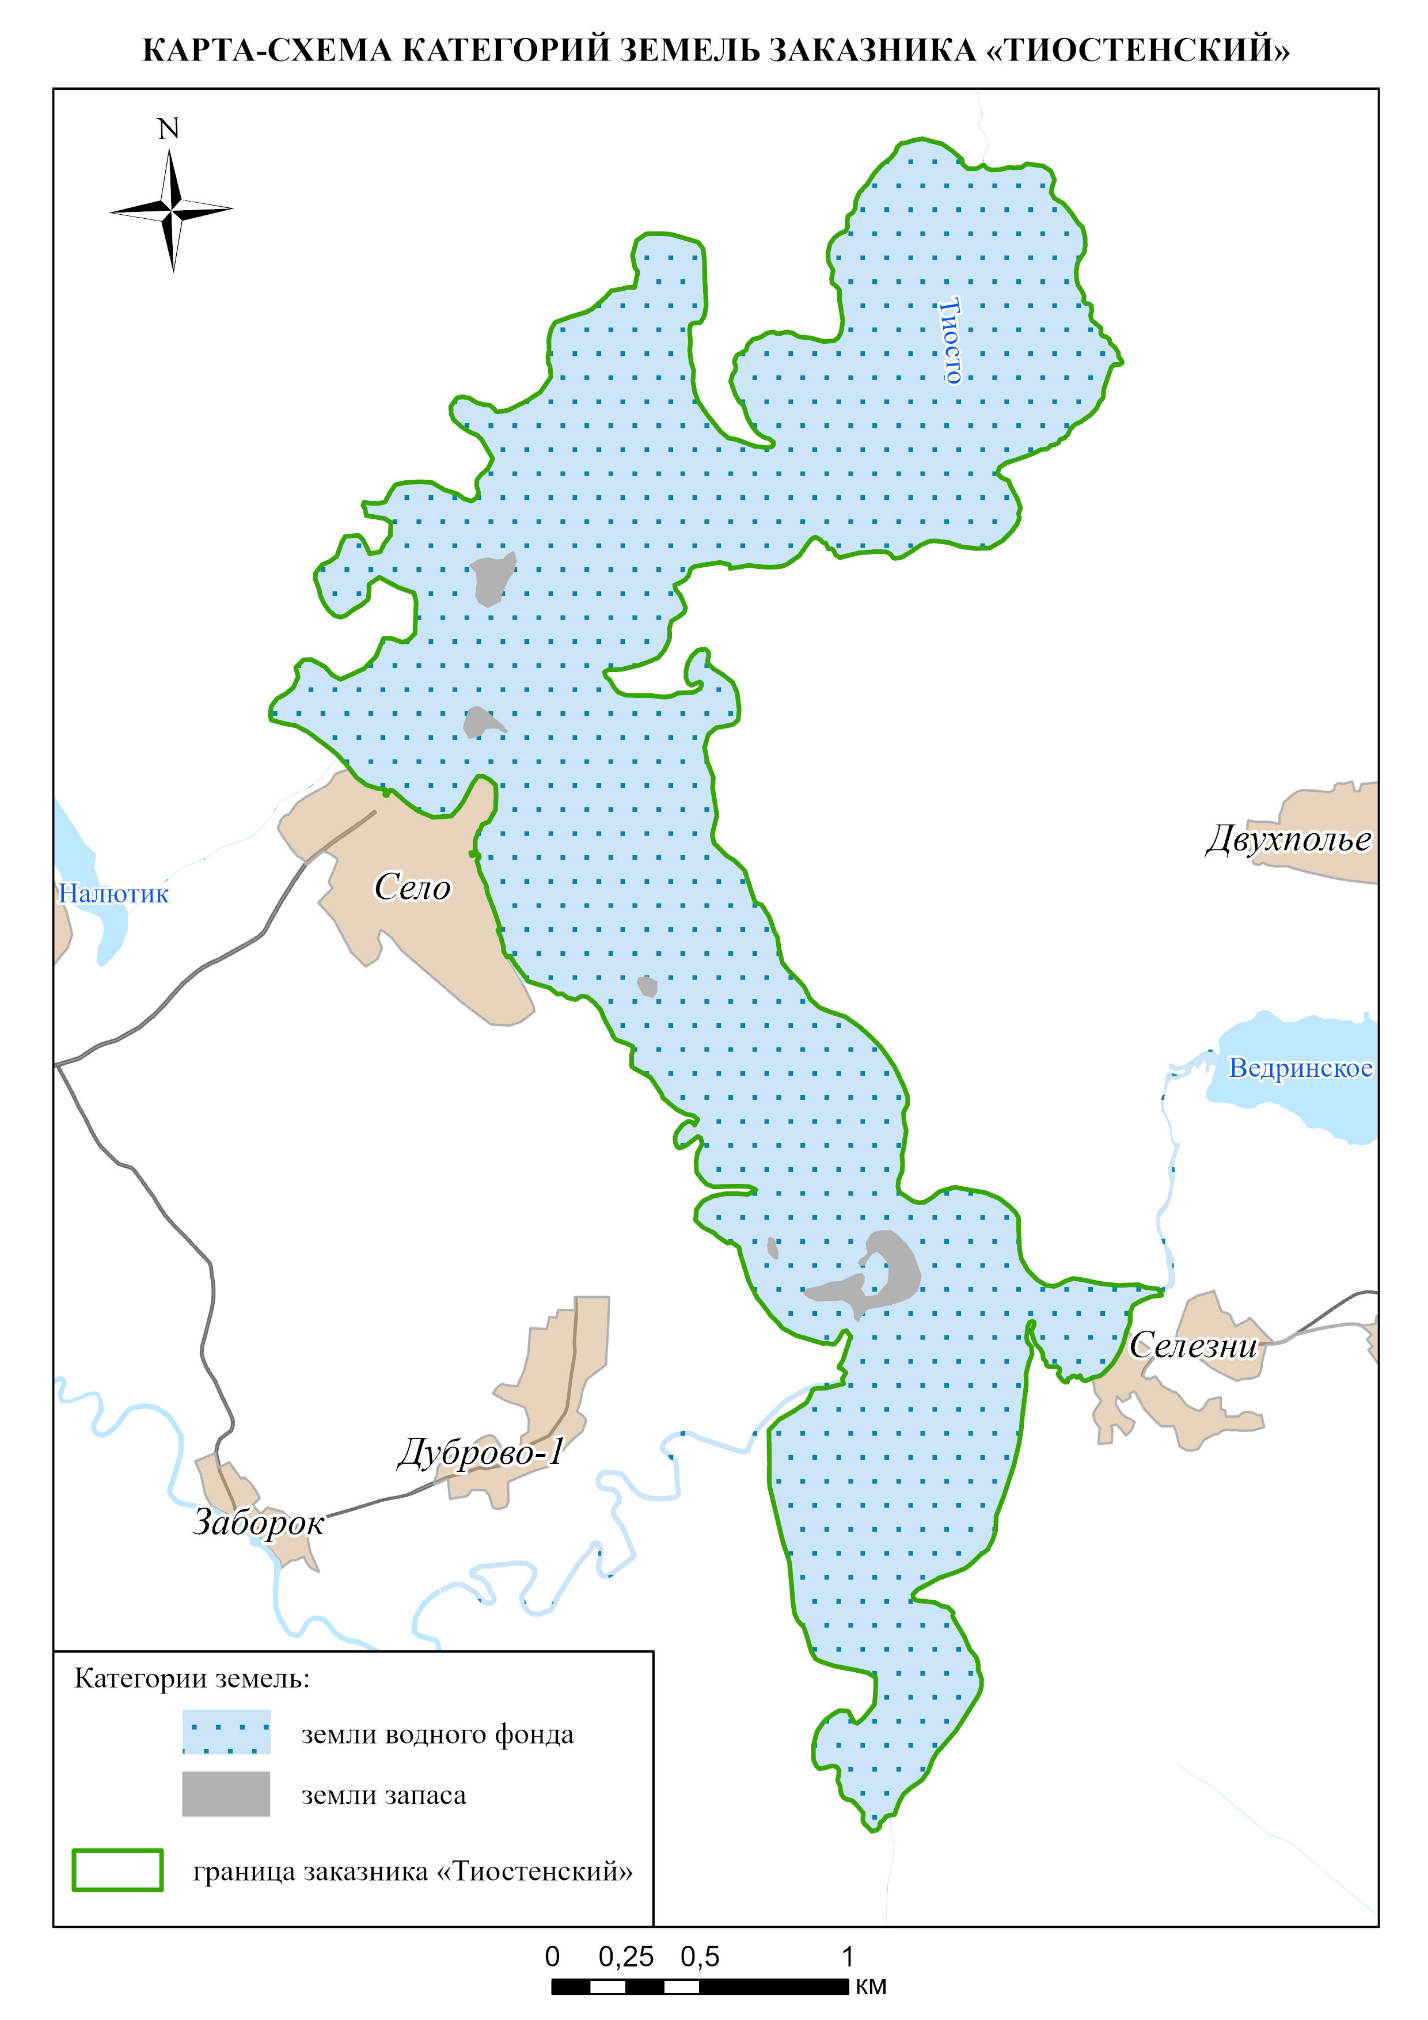 КАРТА-СХЕМА КАТЕГОРИЙ ЗЕМЕЛЬ ЗАКАЗНИКА «ТИОСТЕНСКИЙ»
N
Тиосто
Двухполье
Село
Налютик
Ведринское
Селезни
Дуброво-1
Заборок
Категории земель:
земли водного фонда
земли запаса
граница заказника «Тиостенский»
0 0,25 0,5 1
км